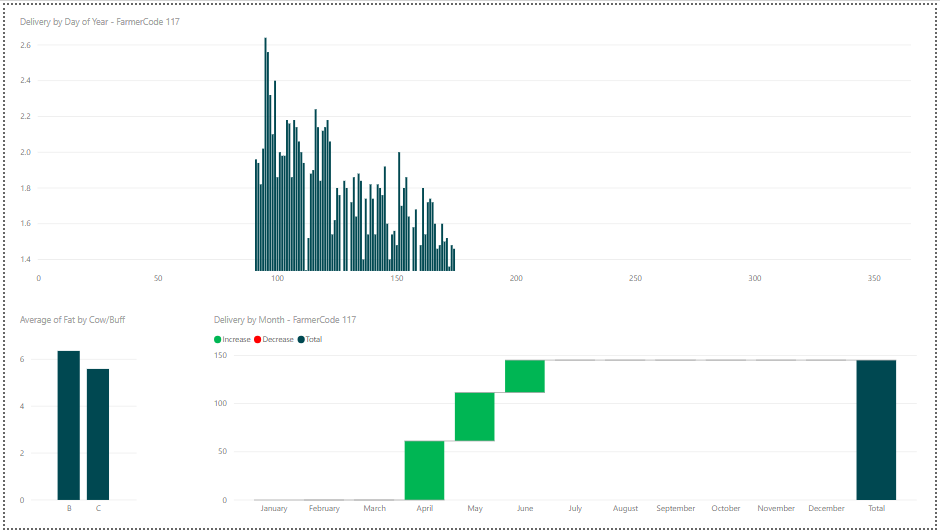 Delivery by Day of Year - FarmerCode 117
2.6
2.4
2.2
2.0
1.8
1.6
1.4
0 50 100 150 200 250 300 350
Average of Fat by Cow/Buff
6
4
2
0
B C
Delivery by Month - FarmerCode 117
Increase Decrease Total
150
100
50
0
January February March April May June July August September October November December Total